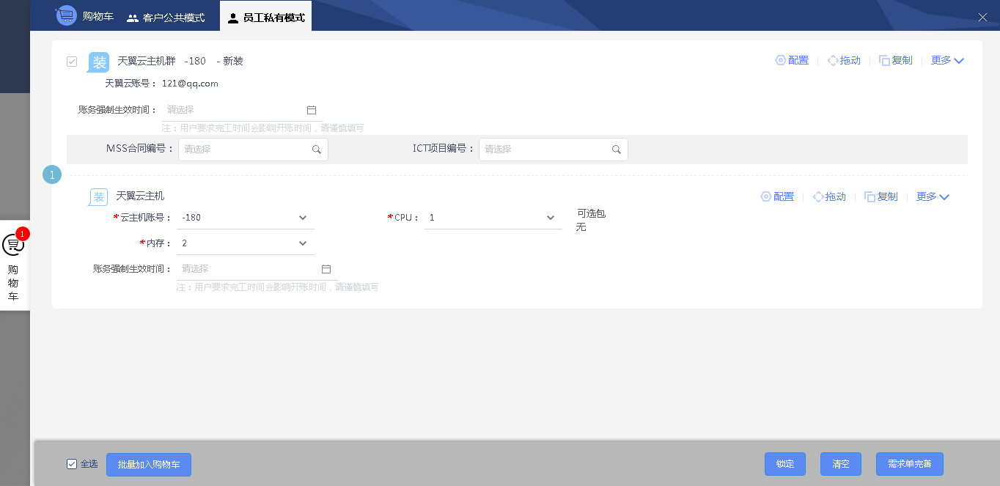 购物车 客户公共模式 员工私有模式
装 天翼云主机群 -180 - 新装 配置 拖动 复制 更多
天翼云账号： 121@qq.com
账务强制生效时间： 请选择
注：用户要求完工时间会影响开账时间，请谨慎填写
MSS合同编号： 请选择 ICT项目编号： 请选择
1
装 天翼云主机 配置 拖动 复制 更多
*云主机账号： -180 *CPU： 1 可选包
无
*内存： 2
账务强制生效时间： 请选择
注：用户要求完工时间会影响开账时间，请谨慎填写
1
购
物
车
全选 批量加入购物车 锁定 清空 需求单完善